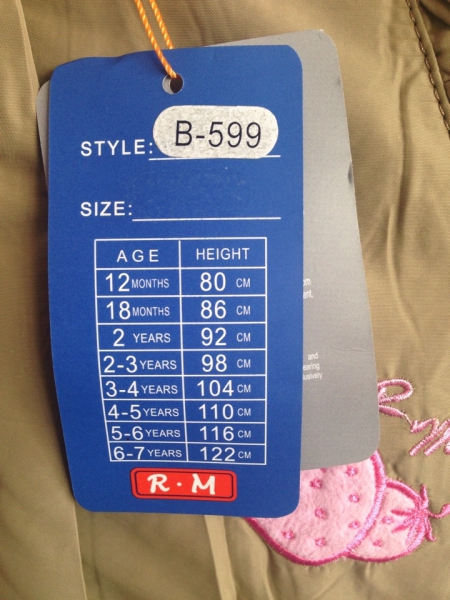 STYLE: B-599
SIZE:
AGE HEIGHT
12 MONTHS 80 CM
18 MONTHS 86 CM
2 YEARS 92 CM
2-3 YEARS 98 CM
3-4 YEARS 104 CM
4-5 YEARS 110 CM
5-6 YEARS 116 CM
6-7 YEARS 122 CM
R·M
and